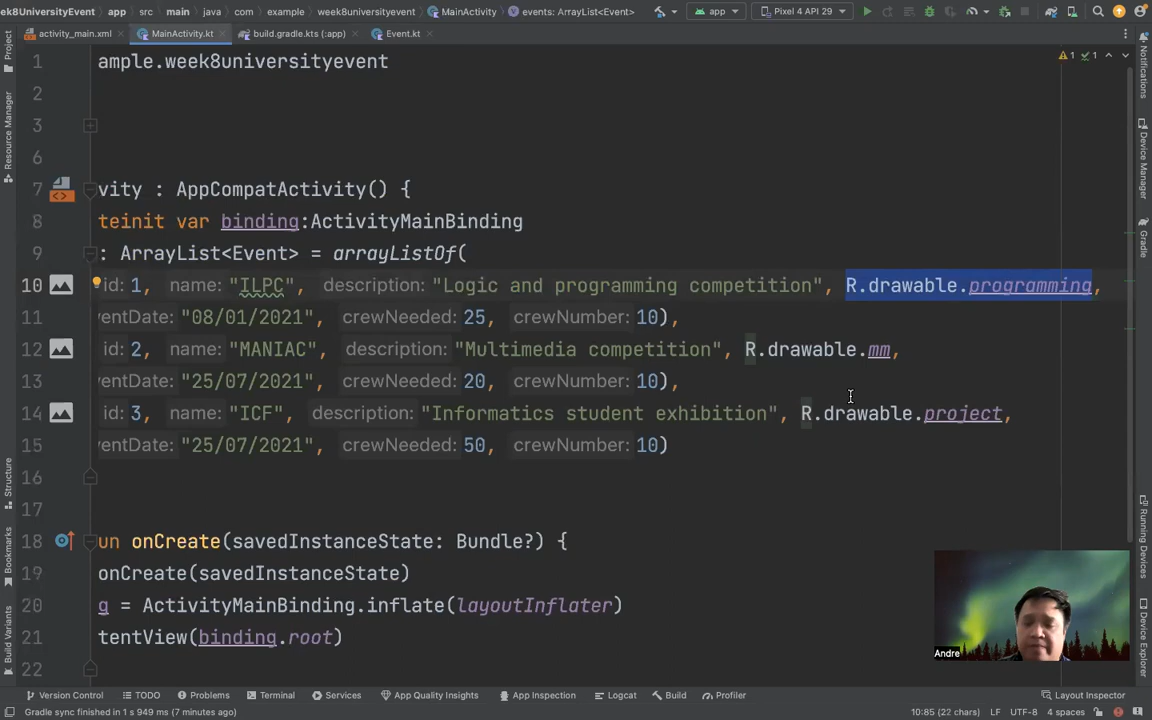 ek8UniversityEvent app src main java com example week8universityevent MainActivity events: ArrayList<Event> app Pixel 4 API 29
activity_main.xml MainActivity.kt build.gradle.kts (:app) Event.kt
Project
Resource Manager
Structure
Bookmarks
Build Variants
1 ample.week8universityevent
2
3
6
7 vity : AppCompatActivity() {
8 teinit var binding:ActivityMainBinding
9 : ArrayList<Event> = arrayListOf(
10 id: 1, name: "ILPC", description: "Logic and programming competition", R.drawable.programming,
11 ventDate: "08/01/2021", crewNeeded: 25, crewNumber: 10),
12 id: 2, name: "MANIAC", description: "Multimedia competition", R.drawable.mm,
13 ventDate: "25/07/2021", crewNeeded: 20, crewNumber: 10),
14 id: 3, name: "ICF", description: "Informatics student exhibition", R.drawable.project,
15 ventDate: "25/07/2021", crewNeeded: 50, crewNumber: 10)
16
17
18 un onCreate(savedInstanceState: Bundle?) {
19 onCreate(savedInstanceState)
20 g = ActivityMainBinding.inflate(layoutInflater)
21 tentView(binding.root)
22
1 1
Notifications
Device Manager
Gradle
Running Devices
Device Explorer
Andre
Version Control TODO Problems Terminal Services App Quality Insights App Inspection Logcat Build Profiler Layout Inspector
Gradle sync finished in 1 s 949 ms (7 minutes ago) 10:85 (22 chars) LF UTF-8 4 spaces